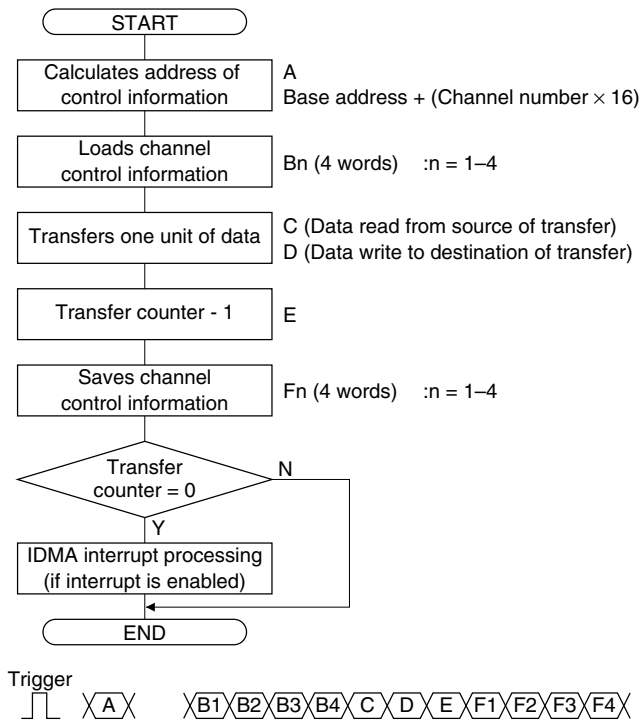 START
Calculates address of
control information
A
Base address + (Channel number × 16)
Loads channel
control information
Bn (4 words) :n = 1–4
Transfers one unit of data
C (Data read from source of transfer)
D (Data write to destination of transfer)
Transfer counter - 1
E
Saves channel
control information
Fn (4 words) :n = 1–4
Transfer
counter = 0
N
Y
IDMA interrupt processing
(if interrupt is enabled)
END
Trigger
A B1 B2 B3 B4 C D E F1 F2 F3 F4